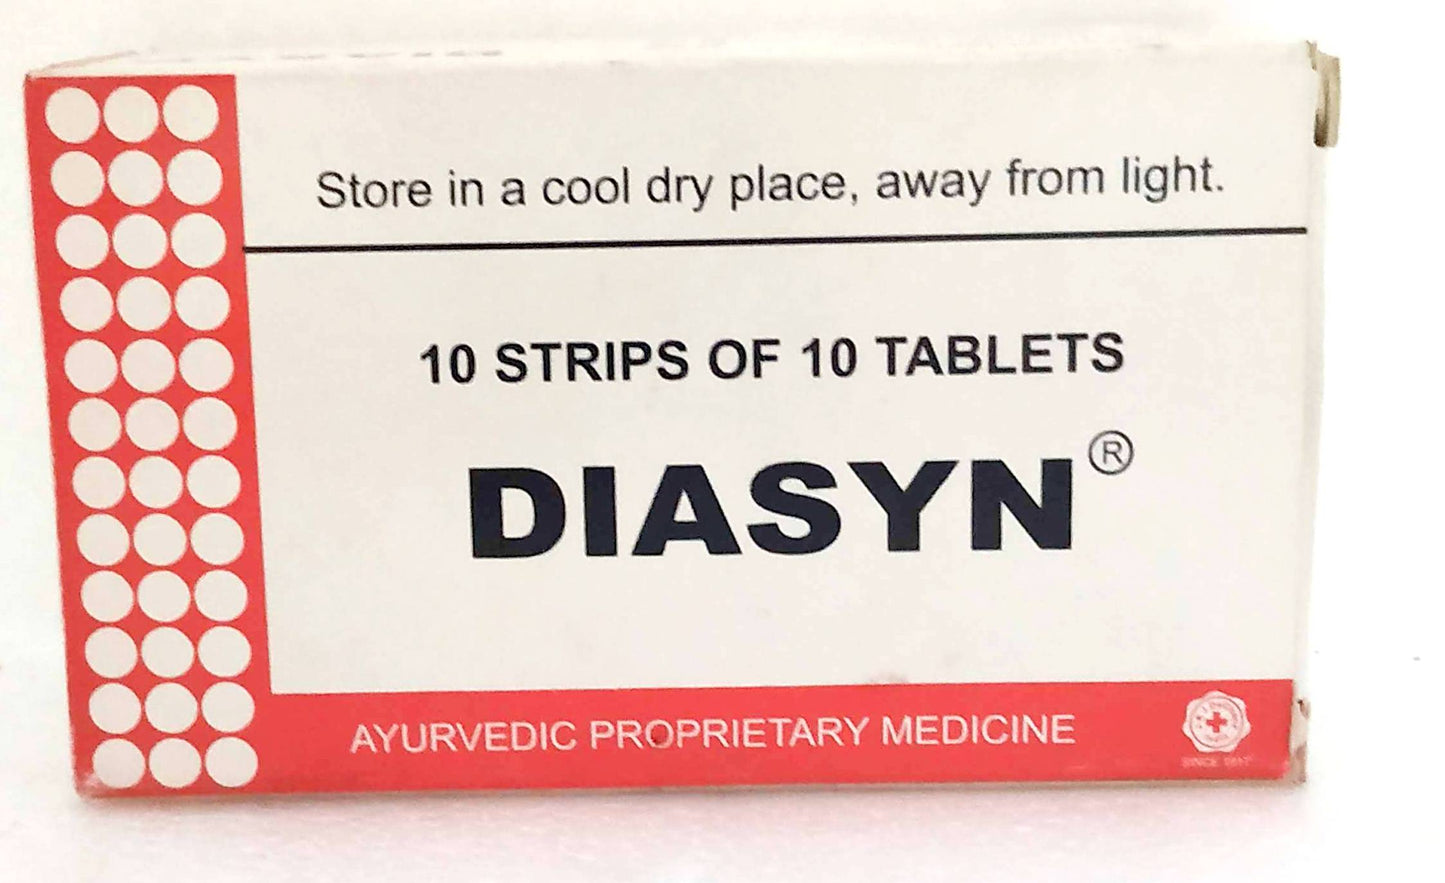 Store in a cool dry place, away from light.
10 STRIPS OF 10 TABLETS
DIASYN®
AYURVEDIC PROPRIETARY MEDICINE